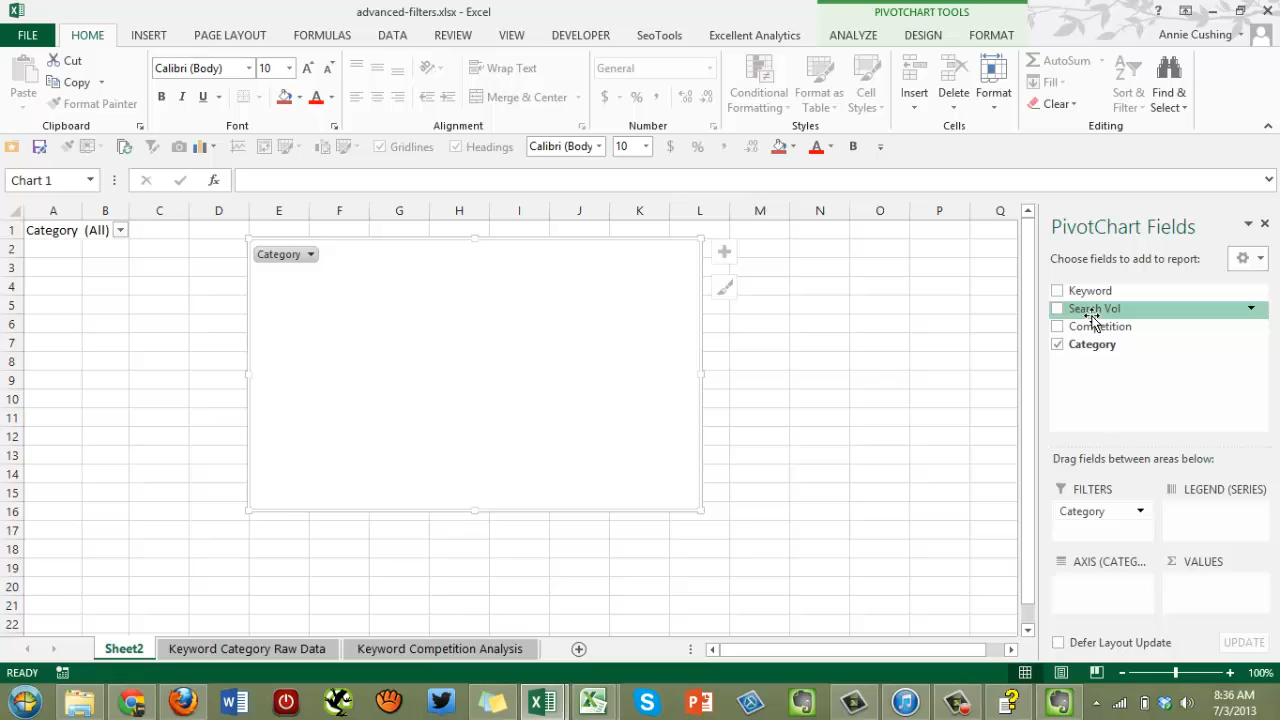 advanced-filters.xlsx - Excel
PIVOTCHART TOOLS
?
FILE HOME INSERT PAGE LAYOUT FORMULAS DATA REVIEW VIEW DEVELOPER SeoTools Excellent Analytics ANALYZE DESIGN FORMAT Annie Cushing
Paste
Cut
Copy
Format Painter
Clipboard
Calibri (Body) 10
B I U A
Font
Wrap Text
Merge & Center
Alignment
General
$ % ,
Number
Conditional Formatting
Format as Table
Cell Styles
Styles
Insert Delete Format
Cells
AutoSum
Fill
Clear
Sort & Filter
Find & Select
Editing
Gridlines Headings Calibri (Body 10 $ % , A B
Chart 1 fx
A B C D E F G H I J K L M N O P Q
1 Category (All)
2
3
4
5
6
7
8
9
10
11
12
13
14
15
16
17
18
19
20
21
22
Category
PivotChart Fields
Choose fields to add to report:
Keyword
Search Vol
Competition
Category
Drag fields between areas below:
FILTERS LEGEND (SERIES)
Category
AXIS (CATEG... Σ VALUES
Defer Layout Update UPDATE
Sheet2 Keyword Category Raw Data Keyword Competition Analysis
READY 100%
8:36 AM
7/3/2013